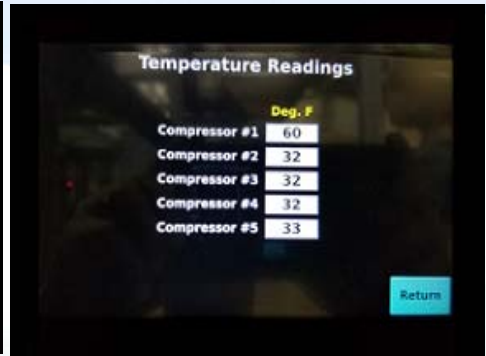 Temperature Readings
Deg. F
Compressor #1 60
Compressor #2 32
Compressor #3 32
Compressor #4 32
Compressor #5 33
Return